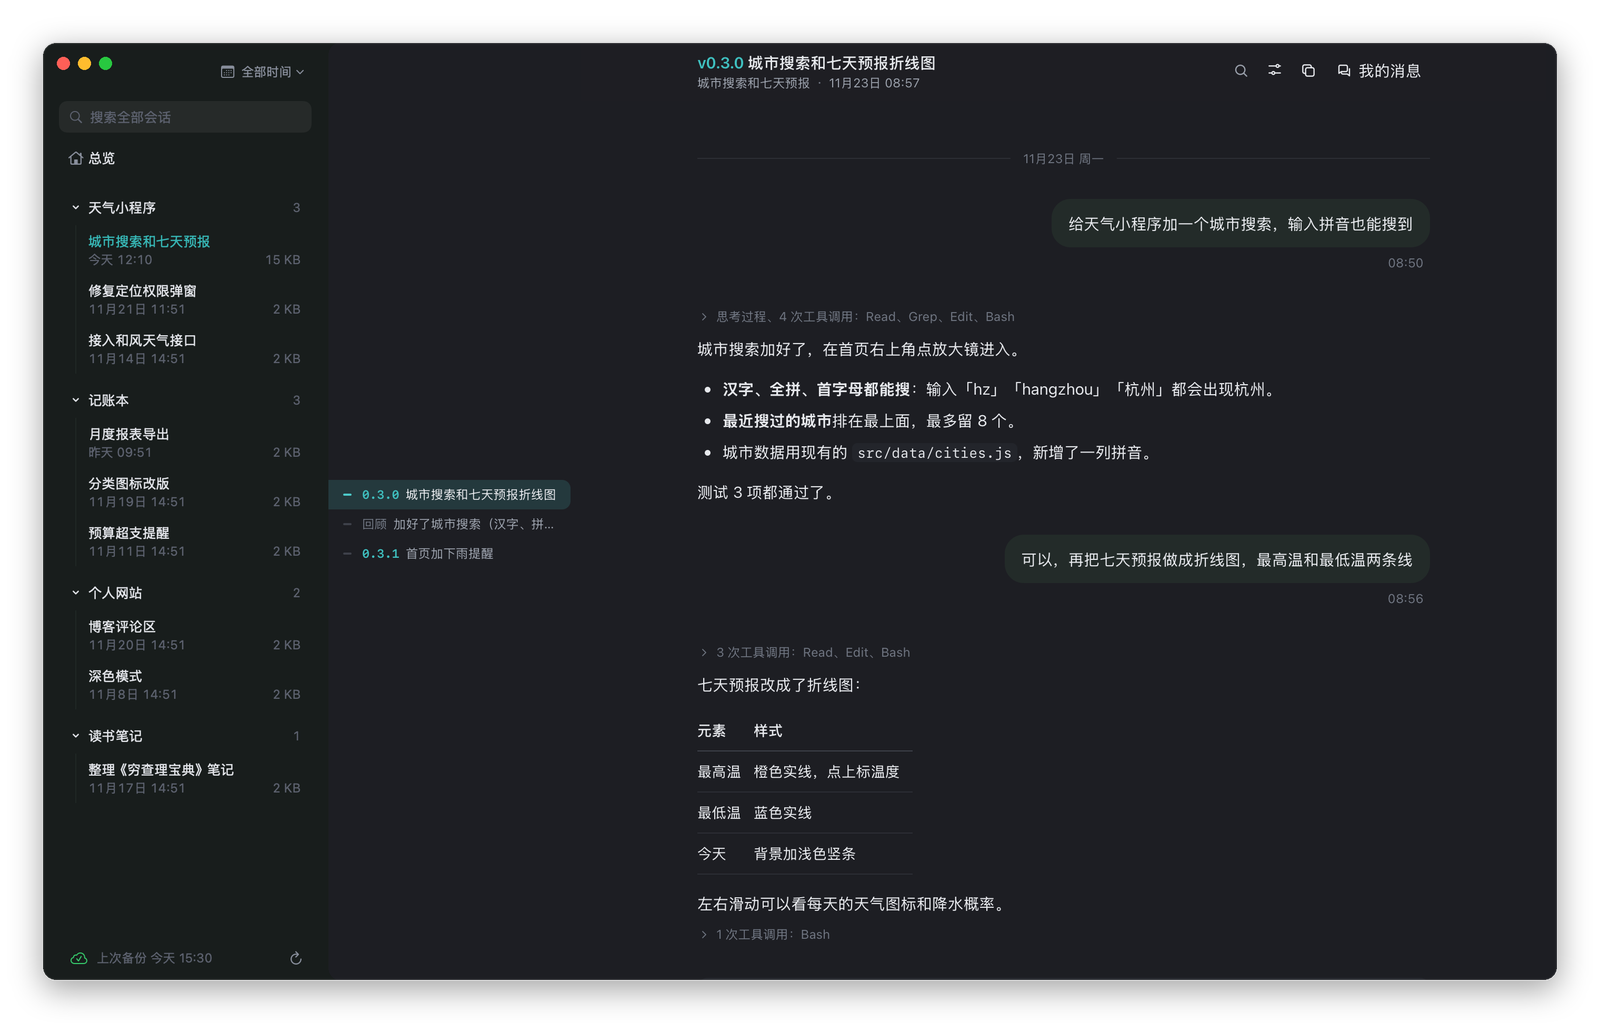 全部时间
搜索全部会话
总览
天气小程序 3
城市搜索和七天预报
今天 12:10 15 KB
修复定位权限弹窗
11月21日 11:51 2 KB
接入和风天气接口
11月14日 14:51 2 KB
记账本 3
月度报表导出
昨天 09:51 2 KB
分类图标改版
11月19日 14:51 2 KB
预算超支提醒
11月11日 14:51 2 KB
个人网站 2
博客评论区
11月20日 14:51 2 KB
深色模式
11月8日 14:51 2 KB
读书笔记 1
整理《穷查理宝典》笔记
11月17日 14:51 2 KB
上次备份 今天 15:30
0.3.0 城市搜索和七天预报折线图
回顾 加好了城市搜索（汉字、拼...
0.3.1 首页加下雨提醒
v0.3.0 城市搜索和七天预报折线图
城市搜索和七天预报 · 11月23日 08:57
我的消息
11月23日 周一
给天气小程序加一个城市搜索，输入拼音也能搜到
08:50
思考过程、4 次工具调用：Read、Grep、Edit、Bash
城市搜索加好了，在首页右上角点放大镜进入。
• 汉字、全拼、首字母都能搜：输入「hz」「hangzhou」「杭州」都会出现杭州。
• 最近搜过的城市排在最上面，最多留 8 个。
• 城市数据用现有的 src/data/cities.js，新增了一列拼音。
测试 3 项都通过了。
可以，再把七天预报做成折线图，最高温和最低温两条线
08:56
3 次工具调用：Read、Edit、Bash
七天预报改成了折线图：
元素 样式
最高温 橙色实线，点上标温度
最低温 蓝色实线
今天 背景加浅色竖条
左右滑动可以看每天的天气图标和降水概率。
1 次工具调用：Bash